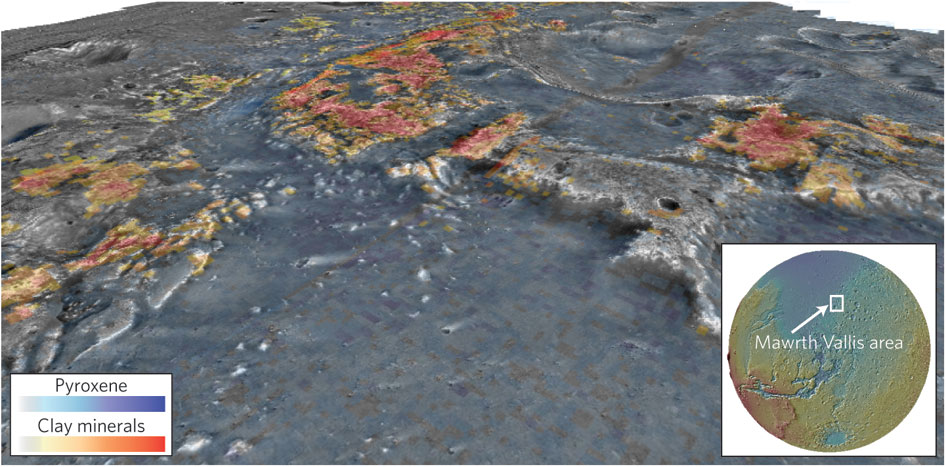 Pyroxene
Clay minerals
Mawrth Vallis area